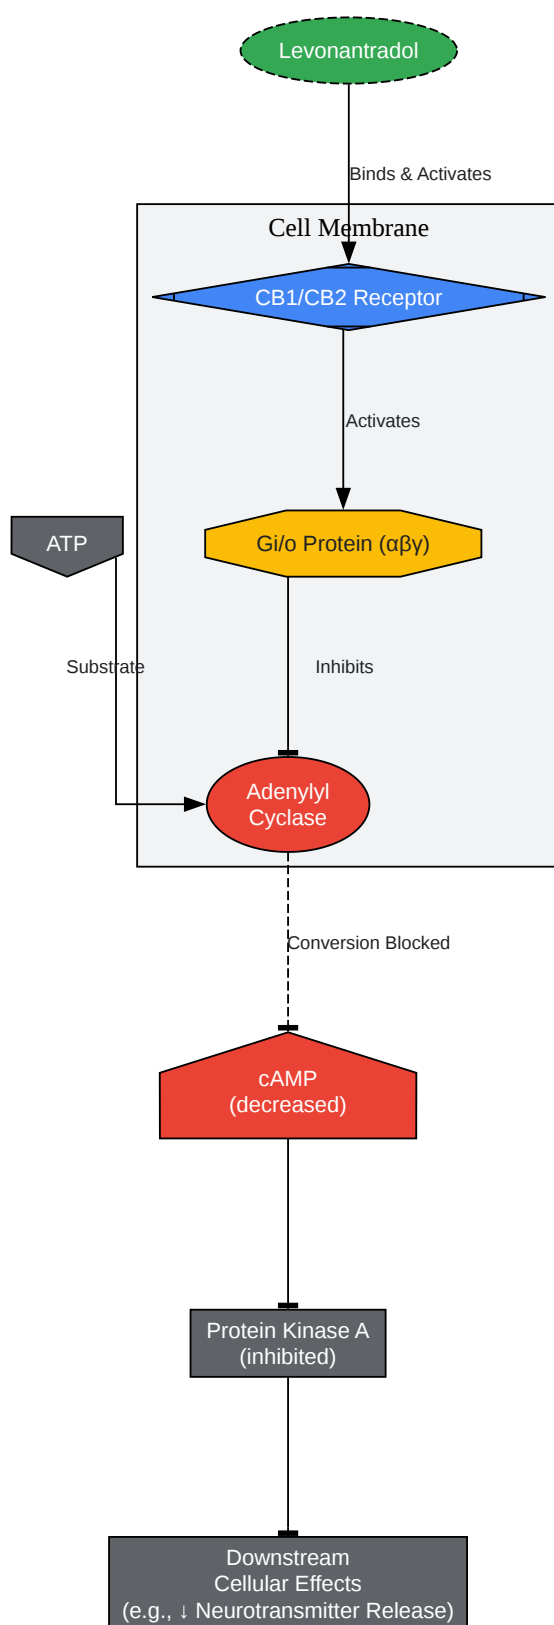 Levonantradol
Binds & Activates
Cell Membrane
CB1/CB2 Receptor
Activates
ATP
Gi/o Protein (αβγ)
Substrate
Inhibits
Adenylyl
Cyclase
Conversion Blocked
cAMP
(decreased)
Protein Kinase A
(inhibited)
Downstream
Cellular Effects
(e.g., ↓ Neurotransmitter Release)